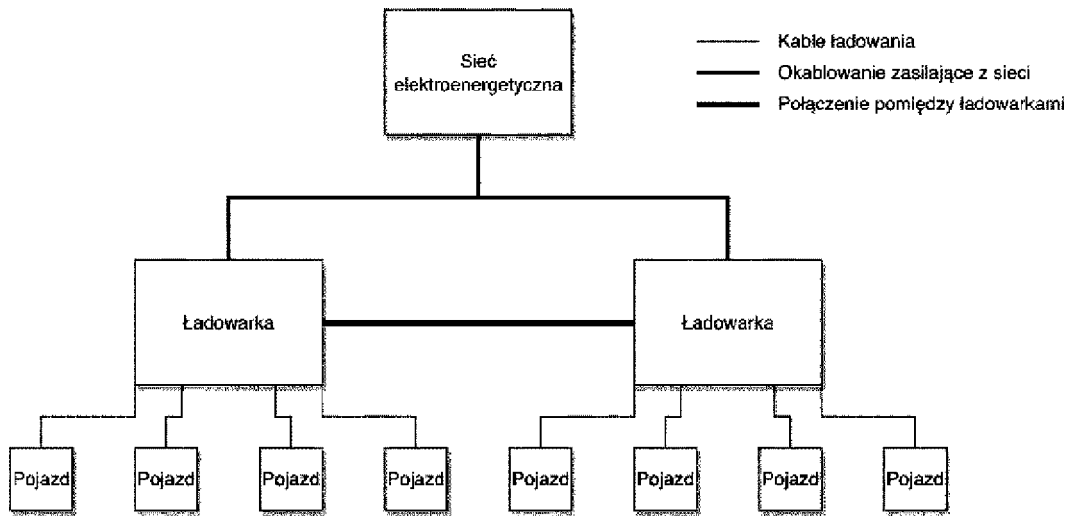 Sieć
elektroenergetyczna
Kable ładowania
Okablowanie zasilające z sieci
Połączenie pomiędzy ładowarkami
Ładowarka
Ładowarka
Pojazd
Pojazd
Pojazd
Pojazd
Pojazd
Pojazd
Pojazd
Pojazd